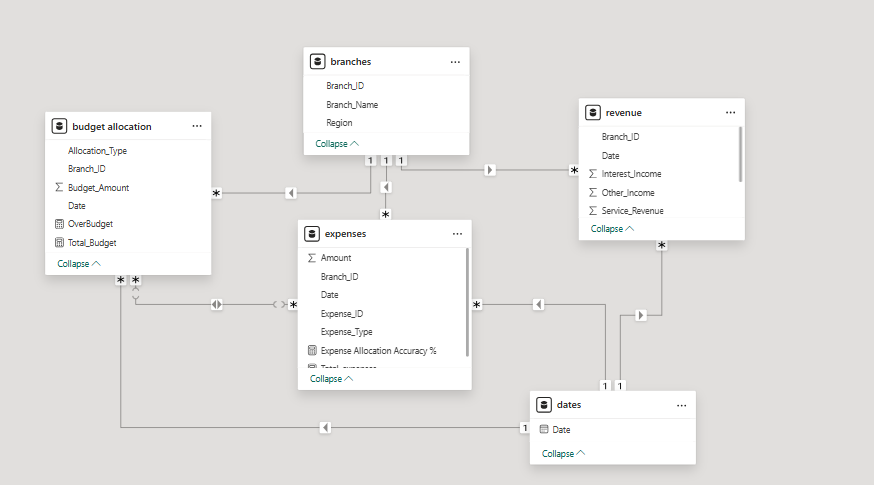 branches
Branch_ID
Branch_Name
Region
Collapse
budget allocation
Allocation_Type
Branch_ID
Budget_Amount
Date
OverBudget
Total_Budget
Collapse
revenue
Branch_ID
Date
Interest_Income
Other_Income
Service_Revenue
Collapse
1 1 1
*
*
*
expenses
Amount
Branch_ID
Date
Expense_ID
Expense_Type
Expense Allocation Accuracy %
Collapse
* *
*
*
*
1 1
dates
Date
Collapse
1